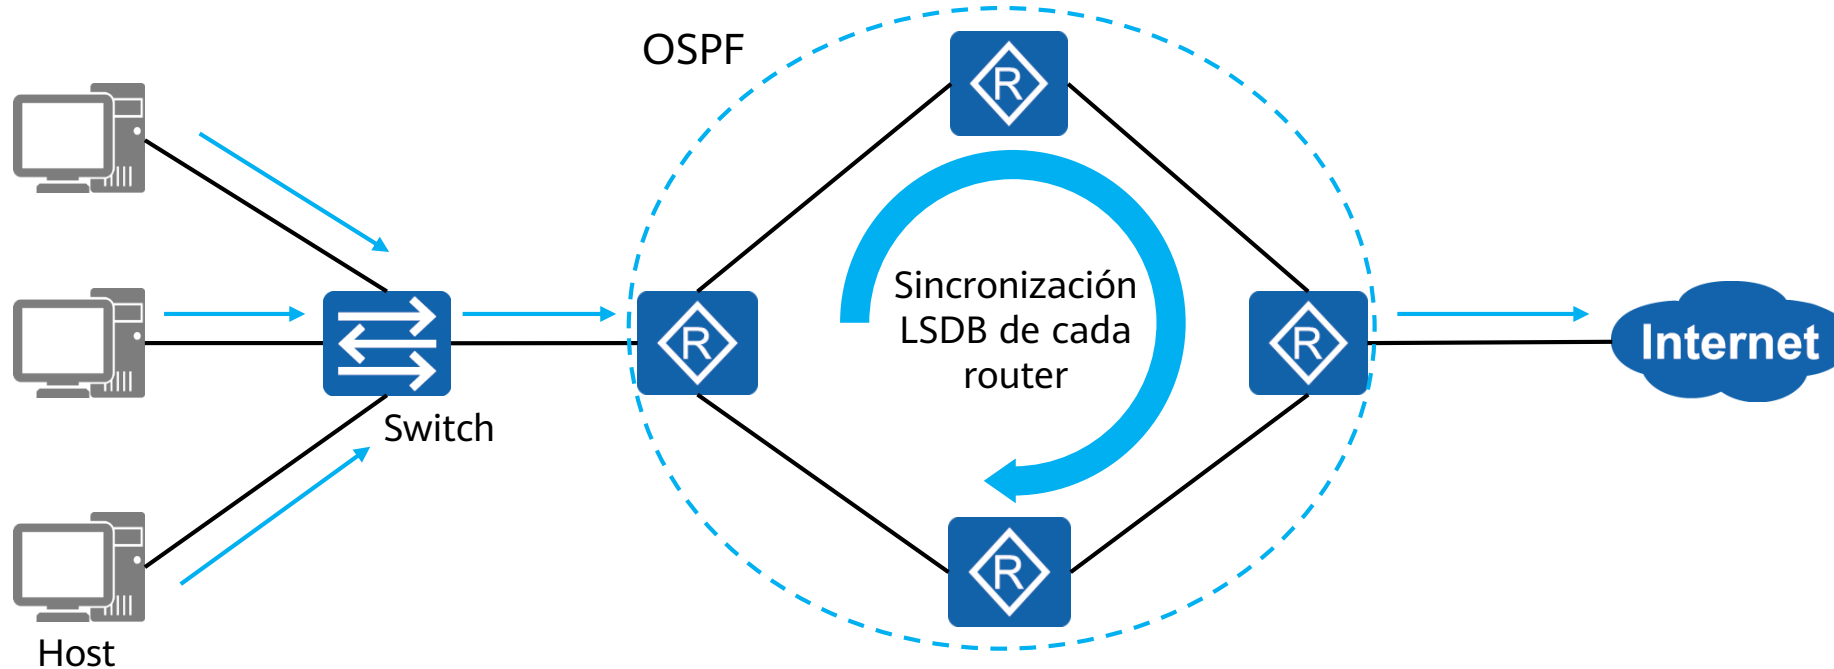 OSPF
R
Sincronización
LSDB de cada
router
R
R
Internet
Switch
R
Host